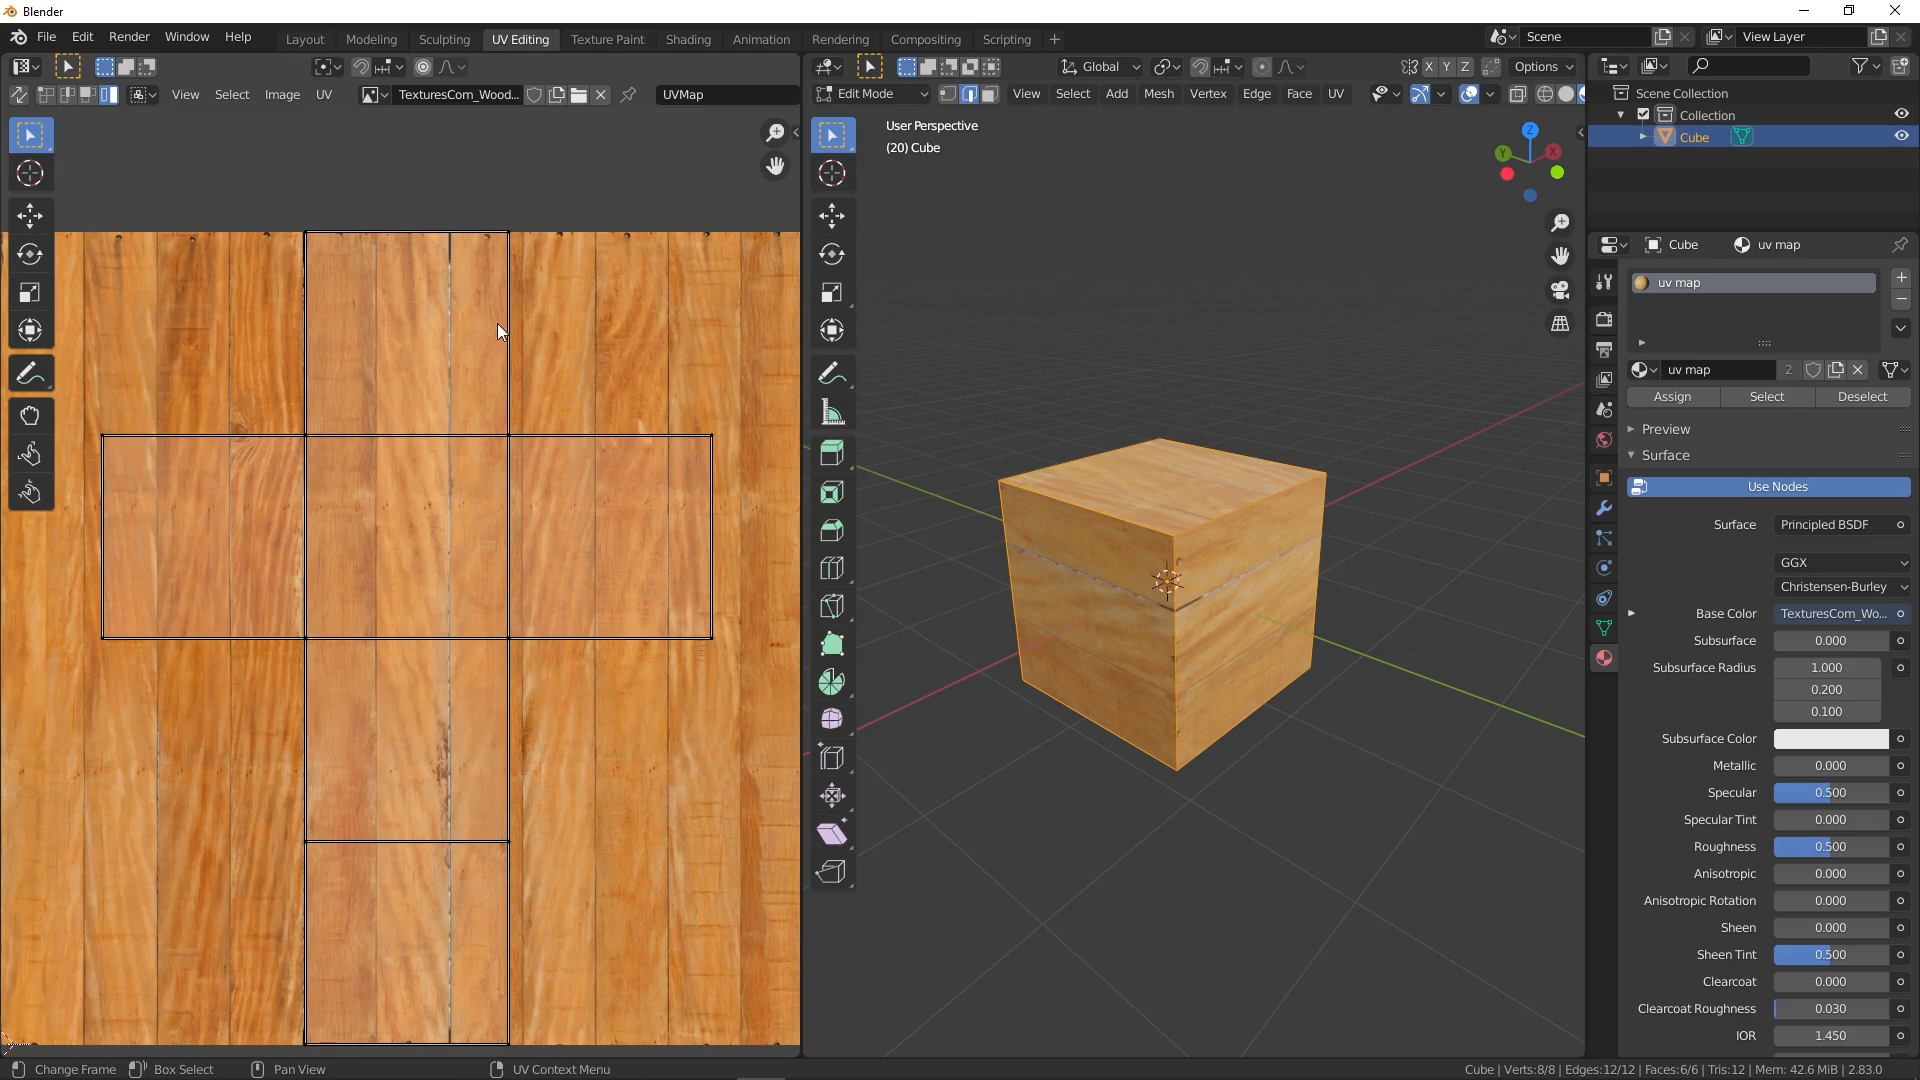 Blender
File Edit Render Window Help
Layout Modeling Sculpting UV Editing Texture Paint Shading Animation Rendering Compositing Scripting +
Scene
View Layer
Global
X Y Z
Options
View Select Image UV
TexturesCom_Wood...
UVMap
Edit Mode
View Select Add Mesh Vertex Edge Face UV
Scene Collection
Collection
Cube
User Perspective
(20) Cube
Z
Y
X
Cube
uv map
uv map
uv map
2
Assign
Select
Deselect
Preview
Surface
Use Nodes
Surface Principled BSDF
GGX
Christensen-Burley
Base Color TexturesCom_Wo...
Subsurface 0.000
Subsurface Radius 1.000
0.200
0.100
Subsurface Color
Metallic 0.000
Specular 0.500
Specular Tint 0.000
Roughness 0.500
Anisotropic 0.000
Anisotropic Rotation 0.000
Sheen 0.000
Sheen Tint 0.500
Clearcoat 0.000
Clearcoat Roughness 0.030
IOR 1.450
Change Frame
Box Select
Pan View
UV Context Menu
Cube | Verts:8/8 | Edges:12/12 | Faces:6/6 | Tris:12 | Mem: 42.6 MiB | 2.83.0